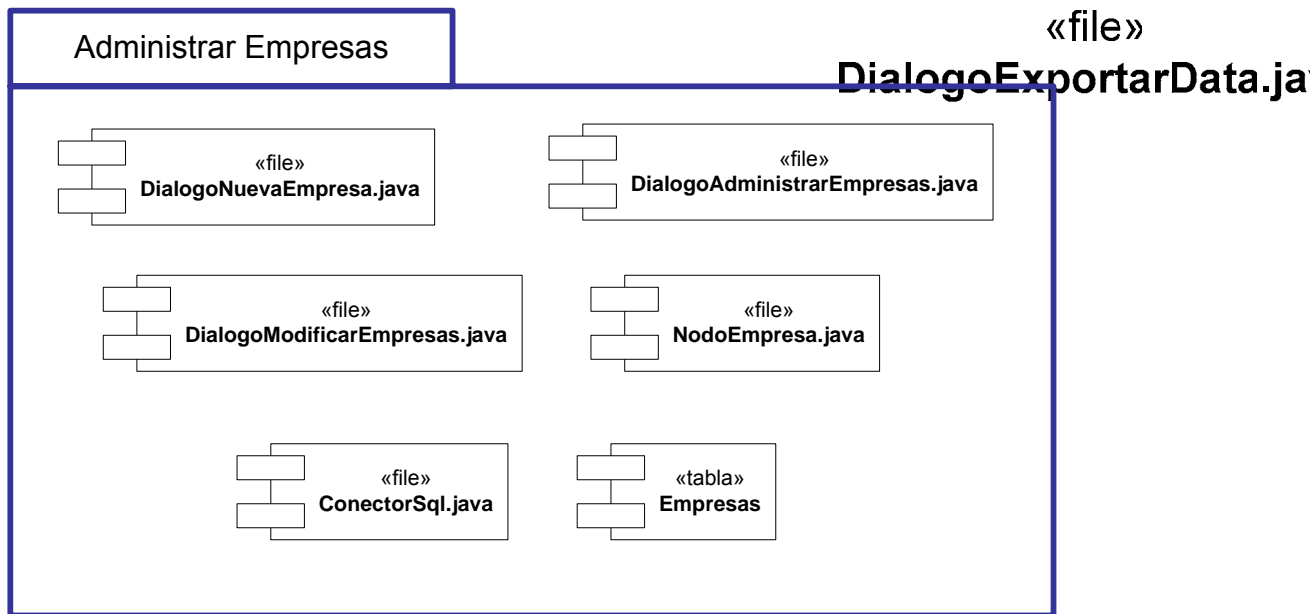 Administrar Empresas
«file»
DialogoExportarData.ja
«file»
DialogoNuevaEmpresa.java
«file»
DialogoAdministrarEmpresas.java
«file»
DialogoModificarEmpresas.java
«file»
NodoEmpresa.java
«file»
ConectorSql.java
«tabla»
Empresas